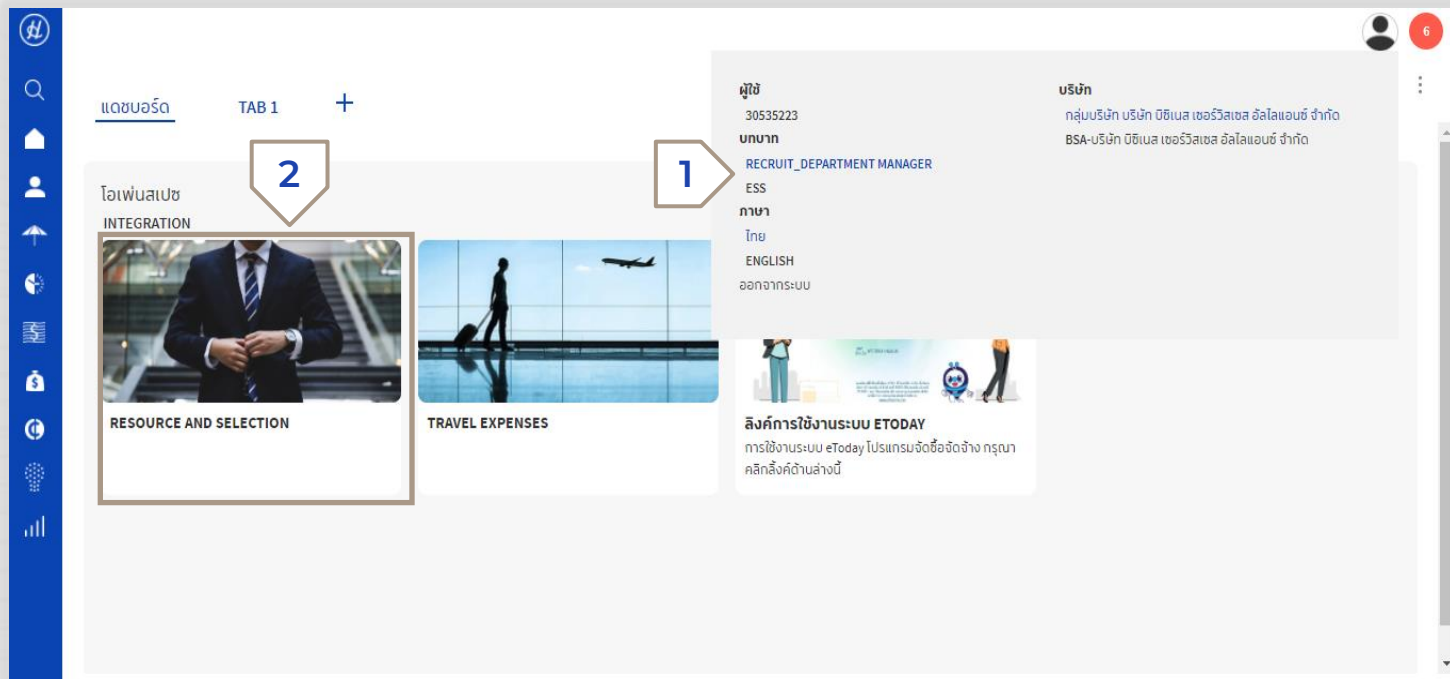 6
แดชบอร์ด
TAB 1
+
ผู้ใช้
30535223
บทบาท
RECRUIT_DEPARTMENT MANAGER
ESS
ภาษา
ไทย
ENGLISH
ออกจากระบบ
บริษัท
กลุ่มบริษัท บริษัท บิซิเนส เซอร์วิสเซส อัลไลแอนซ์ จำกัด
BSA-บริษัท บิซิเนส เซอร์วิสเซส อัลไลแอนซ์ จำกัด
1
2
โอเพ่นสเปซ
INTEGRATION
RESOURCE AND SELECTION
TRAVEL EXPENSES
ลิงค์การใช้งานระบบ ETODAY
การใช้งานระบบ eToday โปรแกรมจัดซื้อจัดจ้าง กรุณา
คลิกลิ้งค์ด้านล่างนี้